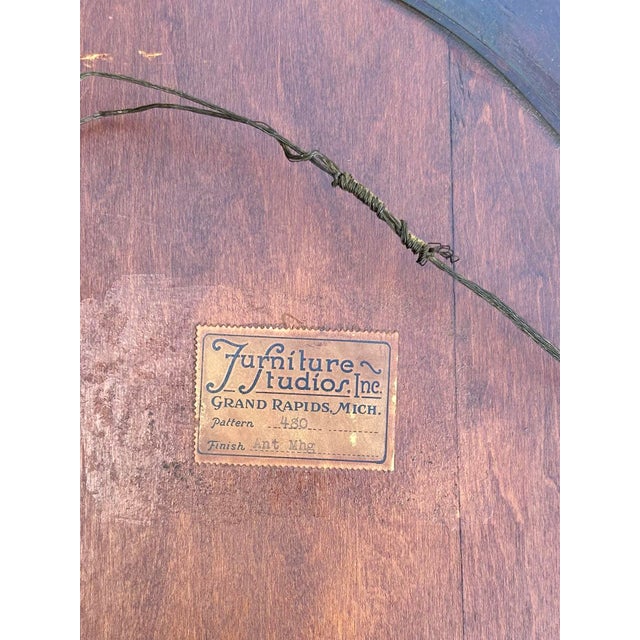 Furniture
Studios, Inc.
GRAND RAPIDS, MICH.
Pattern 480
Finish Ant Mhg